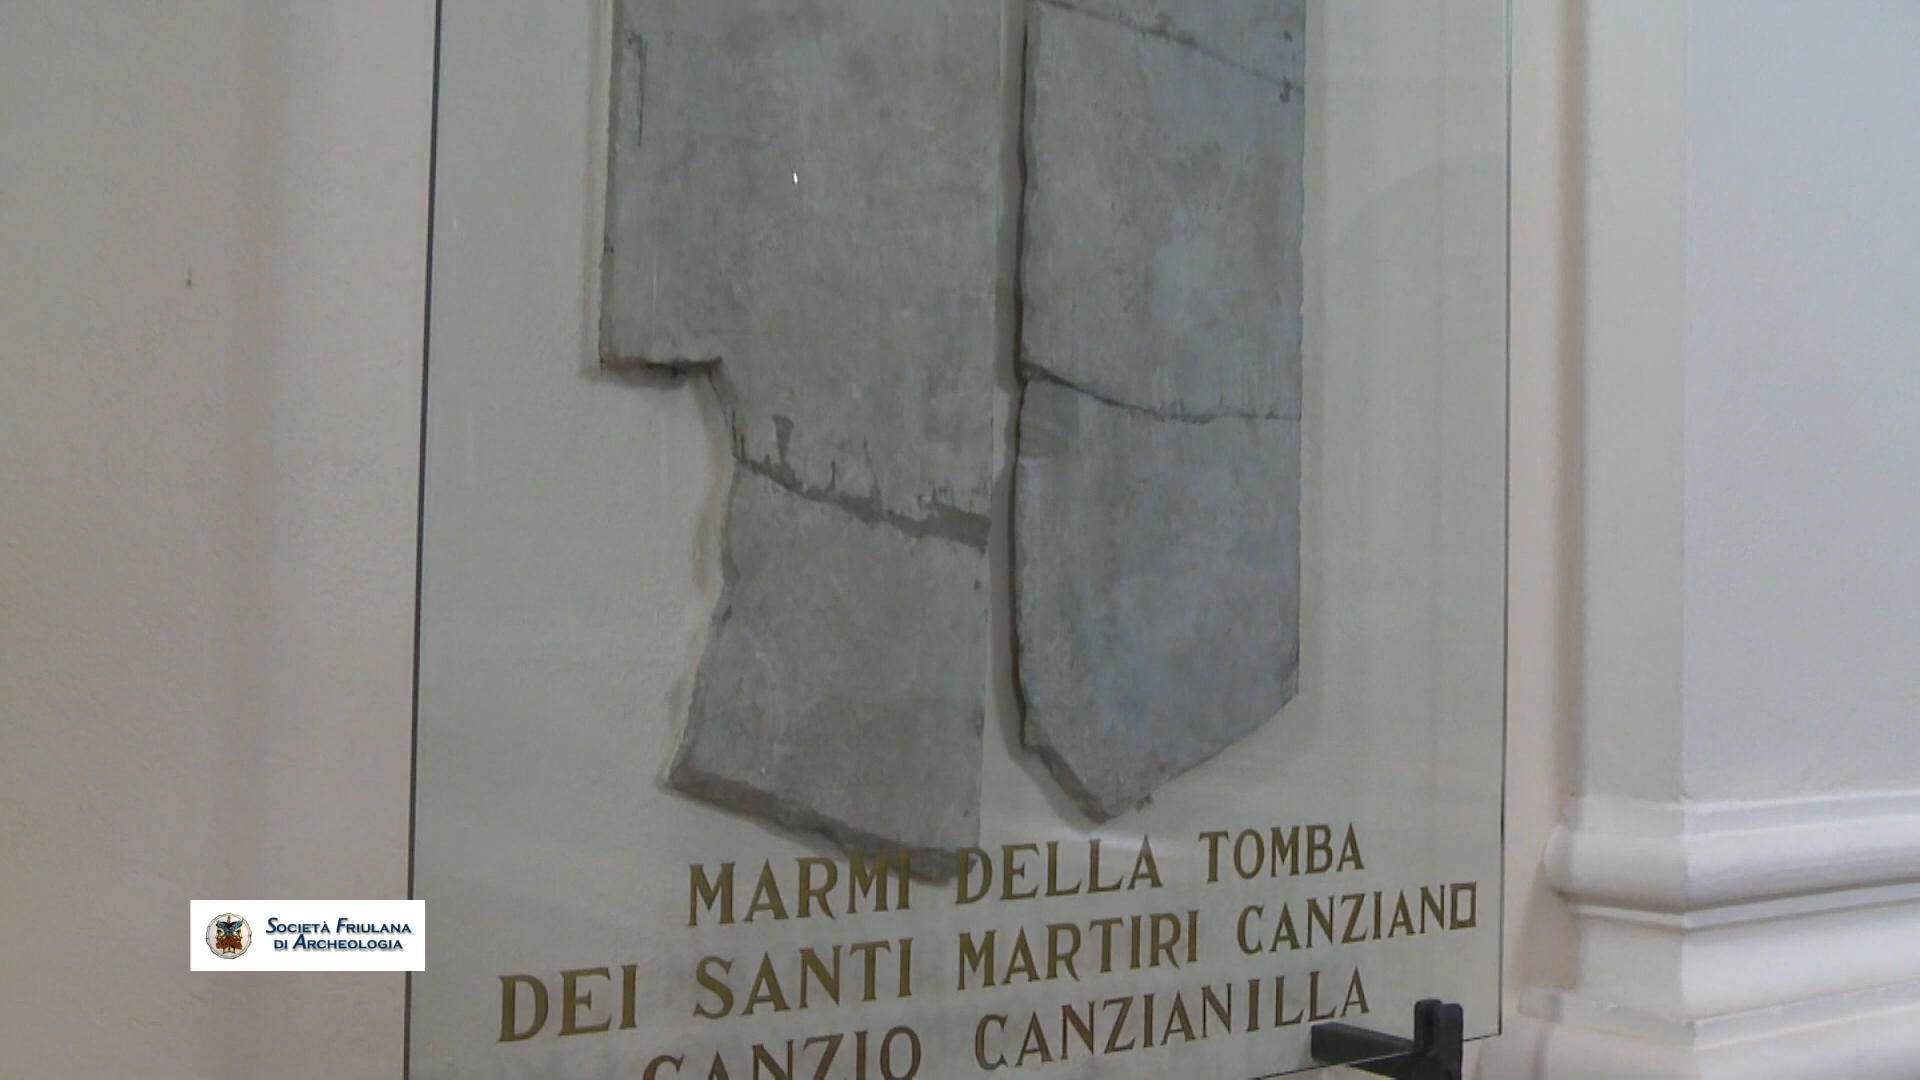 MARMI DELLA TOMBA
DEI SANTI MARTIRI CANZIANO
CANZIO CANZIANILLA
SOCIETÀ FRIULANA
DI ARCHEOLOGIA